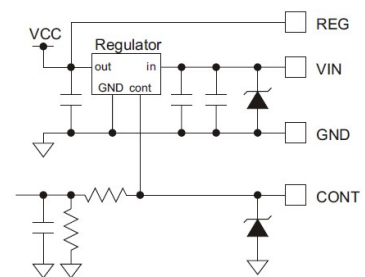 REG
VCC
Regulator
out in
VIN
GND cont
GND
CONT